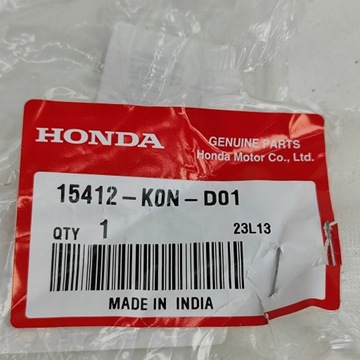 HONDA
GENUINE PARTS
Honda Motor Co., Ltd.
15412-K0N-D01
QTY 1 23L13
MADE IN INDIA